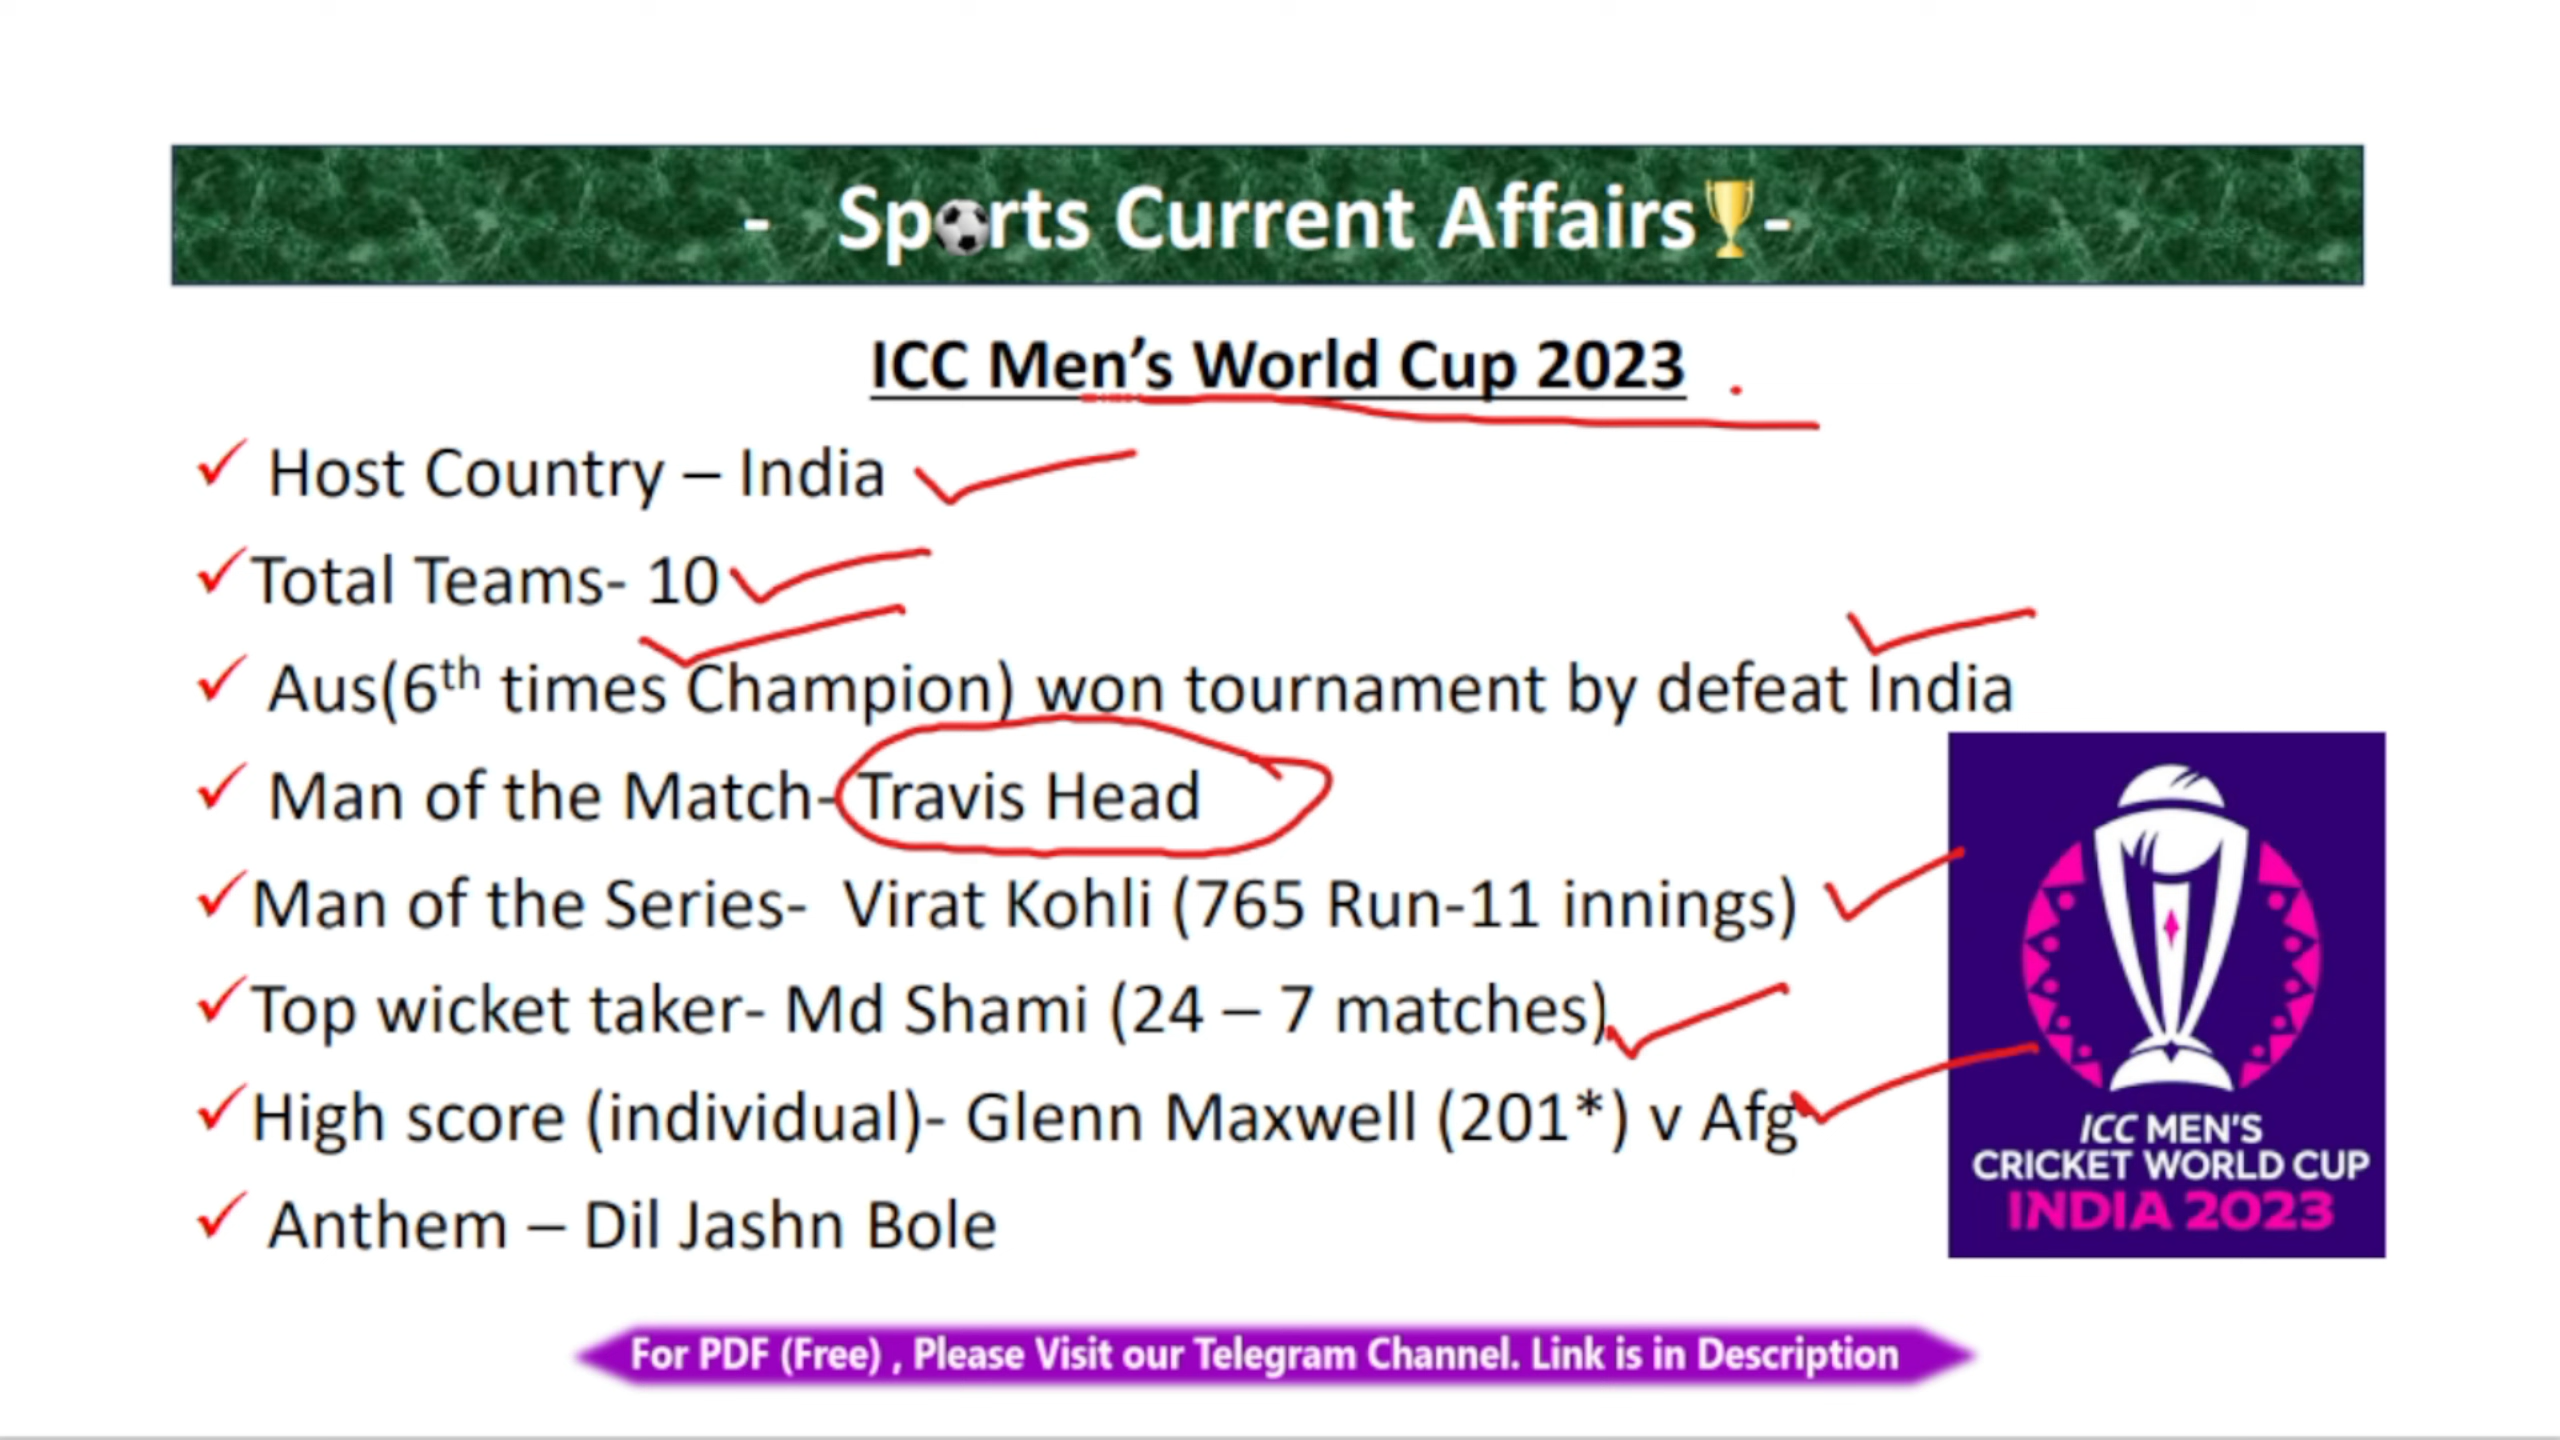 - Sports Current Affairs🏆-
ICC Men's World Cup 2023
Host Country – India
Total Teams- 10
Aus(6th times Champion) won tournament by defeat India
Man of the Match- Travis Head
Man of the Series- Virat Kohli (765 Run-11 innings)
Top wicket taker- Md Shami (24 – 7 matches)
High score (individual)- Glenn Maxwell (201*) v Afg
Anthem – Dil Jashn Bole
ICC MEN'S
CRICKET WORLD CUP
INDIA 2023
For PDF (Free) , Please Visit our Telegram Channel. Link is in Description